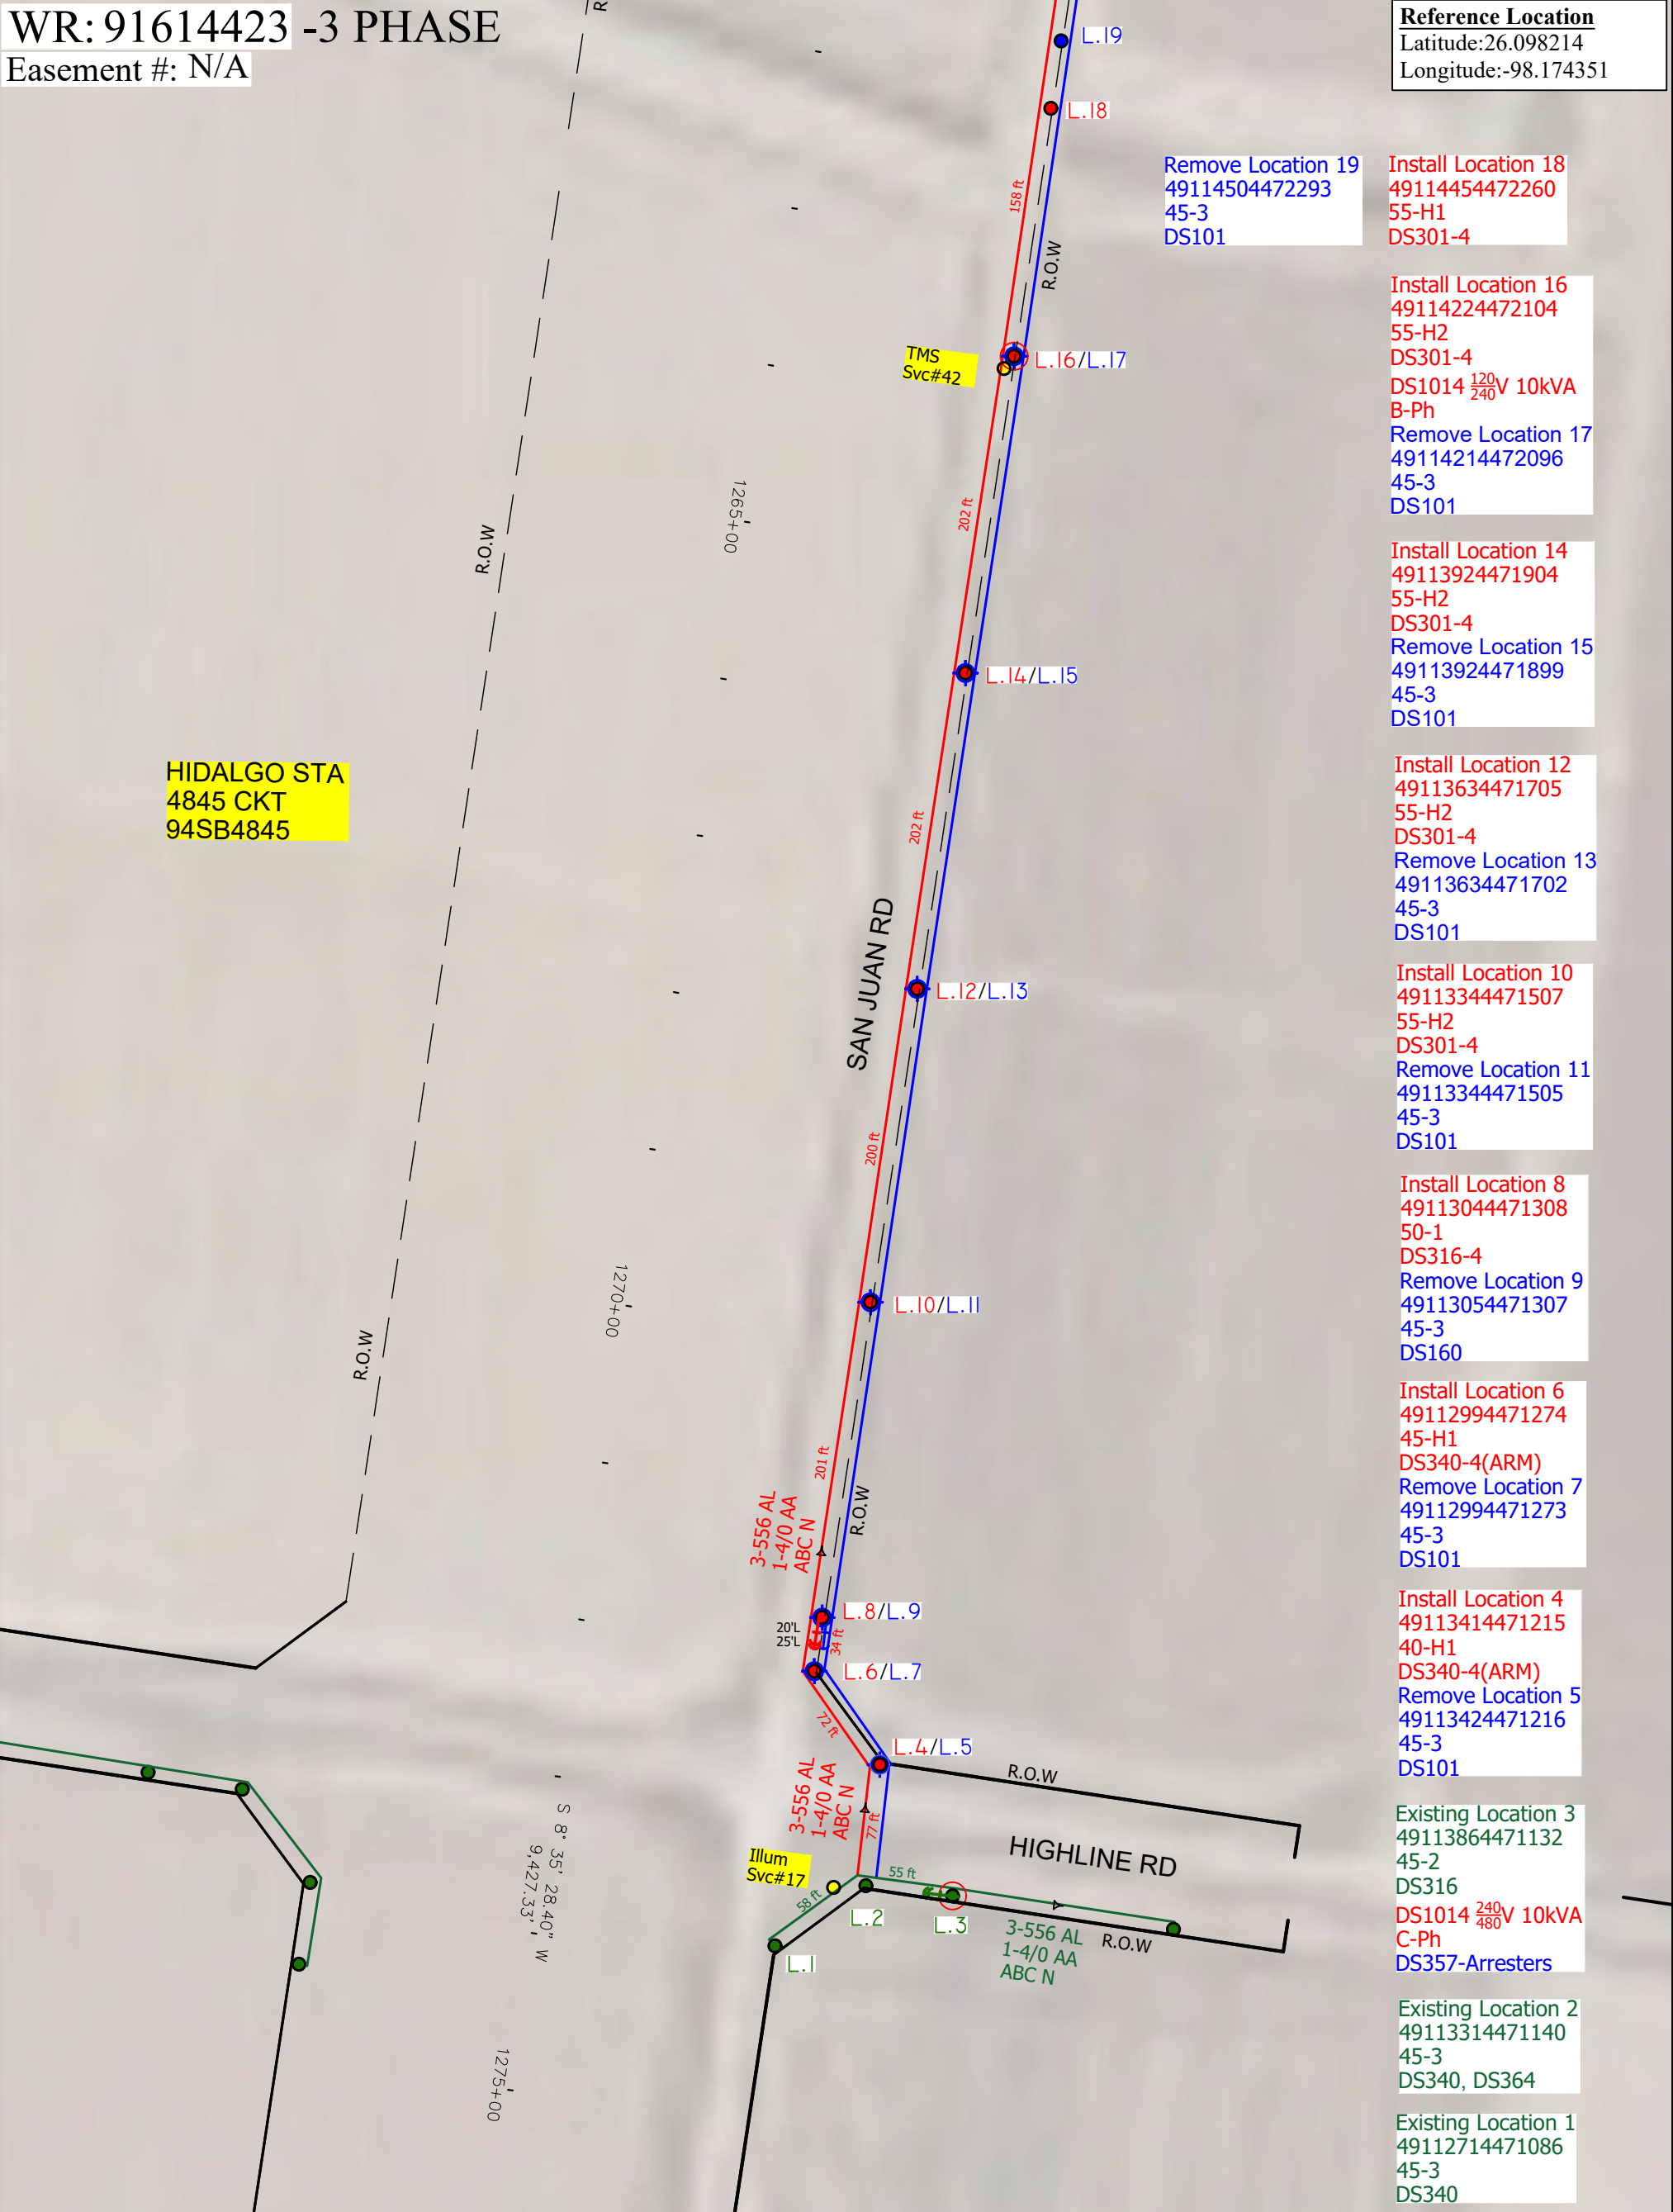 WR: 91614423 -3 PHASE
Easement #: N/A
Reference Location
Latitude:26.098214
Longitude:-98.174351
R
L.19
L.18
158 ft
R.O.W
Remove Location 19
49114504472293
45-3
DS101
Install Location 18
49114454472260
55-H1
DS301-4
TMS
Svc#42
L.16/L.17
Install Location 16
49114224472104
55-H2
DS301-4
DS1014 120/240V 10kVA
B-Ph
Remove Location 17
49114214472096
45-3
DS101
1265+00
R.O.W
202 ft
Install Location 14
49113924471904
55-H2
DS301-4
Remove Location 15
49113924471899
45-3
DS101
L.14/L.15
HIDALGO STA
4845 CKT
94SB4845
202 ft
SAN JUAN RD
L.12/L.13
Install Location 12
49113634471705
55-H2
DS301-4
Remove Location 13
49113634471702
45-3
DS101
Install Location 10
49113344471507
55-H2
DS301-4
Remove Location 11
49113344471505
45-3
DS101
200 ft
1270+00
R.O.W
L.10/L.11
Install Location 8
49113044471308
50-1
DS316-4
Remove Location 9
49113054471307
45-3
DS160
201 ft
R.O.W
3-556 AL
1-4/0 AA
ABC N
Install Location 6
49112994471274
45-H1
DS340-4(ARM)
Remove Location 7
49112994471273
45-3
DS101
L.8/L.9
20'L
25'L
34 ft
L.6/L.7
72 ft
L.4/L.5
Install Location 4
49113414471215
40-H1
DS340-4(ARM)
Remove Location 5
49113424471216
45-3
DS101
R.O.W
3-556 AL
1-4/0 AA
ABC N
77 ft
HIGHLINE RD
S 8° 35' 28.40" W
9,427.33'
Illum
Svc#17
55 ft
58 ft
L.2
L.3
L.1
3-556 AL
1-4/0 AA
ABC N
R.O.W
Existing Location 3
49113864471132
45-2
DS316
DS1014 240/480V 10kVA
C-Ph
DS357-Arresters
Existing Location 2
49113314471140
45-3
DS340, DS364
1275+00
Existing Location 1
49112714471086
45-3
DS340